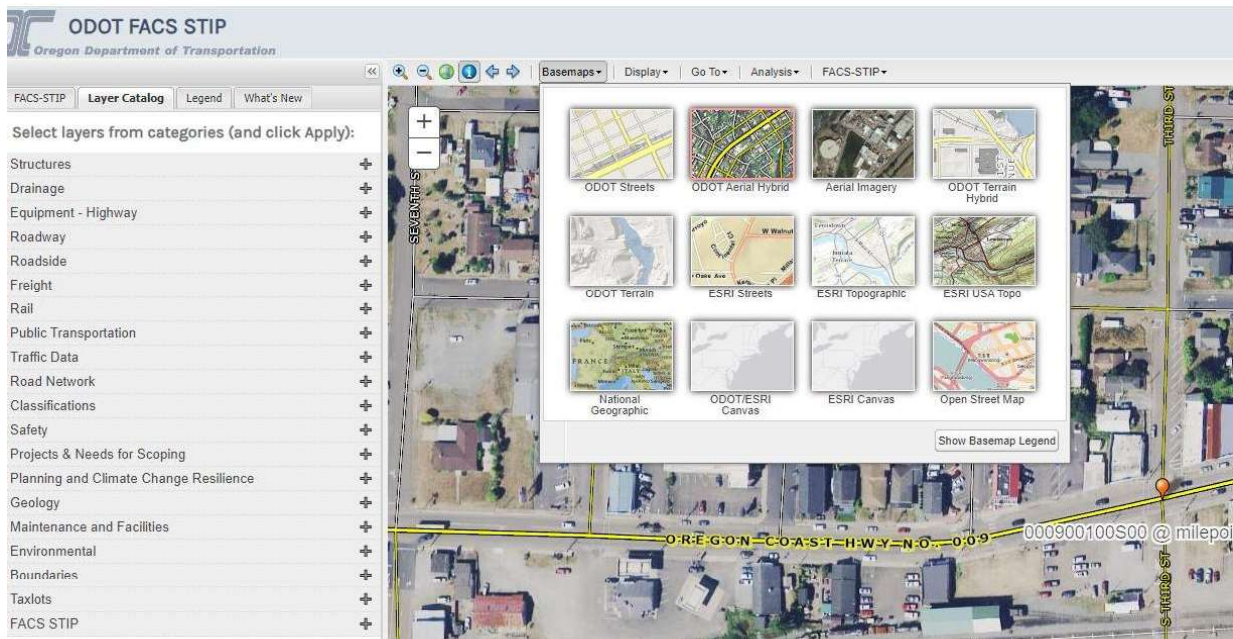 ODOT FACS STIP
Oregon Department of Transportation
FACS-STIP
Layer Catalog
Legend
What's New
Select layers from categories (and click Apply):
Structures
Drainage
Equipment - Highway
Roadway
Roadside
Freight
Rail
Public Transportation
Traffic Data
Road Network
Classifications
Safety
Projects & Needs for Scoping
Planning and Climate Change Resilience
Geology
Maintenance and Facilities
Environmental
Boundaries
Taxlots
FACS STIP
Basemaps
Display
Go To
Analysis
FACS-STIP
ODOT Streets
ODOT Aerial Hybrid
Aerial Imagery
ODOT Terrain
Hybrid
ODOT Terrain
W Walnut
ESRI Streets
ESRI Topographic
ESRI USA Topo
FRANCE
National
Geographic
ODOT/ESRI
Canvas
ESRI Canvas
Open Street Map
Show Basemap Legend
SEVENTH S
THIRD ST
OREGON COAST HWY NO. 009
000900100S00 @ milepoi
S THIRD ST